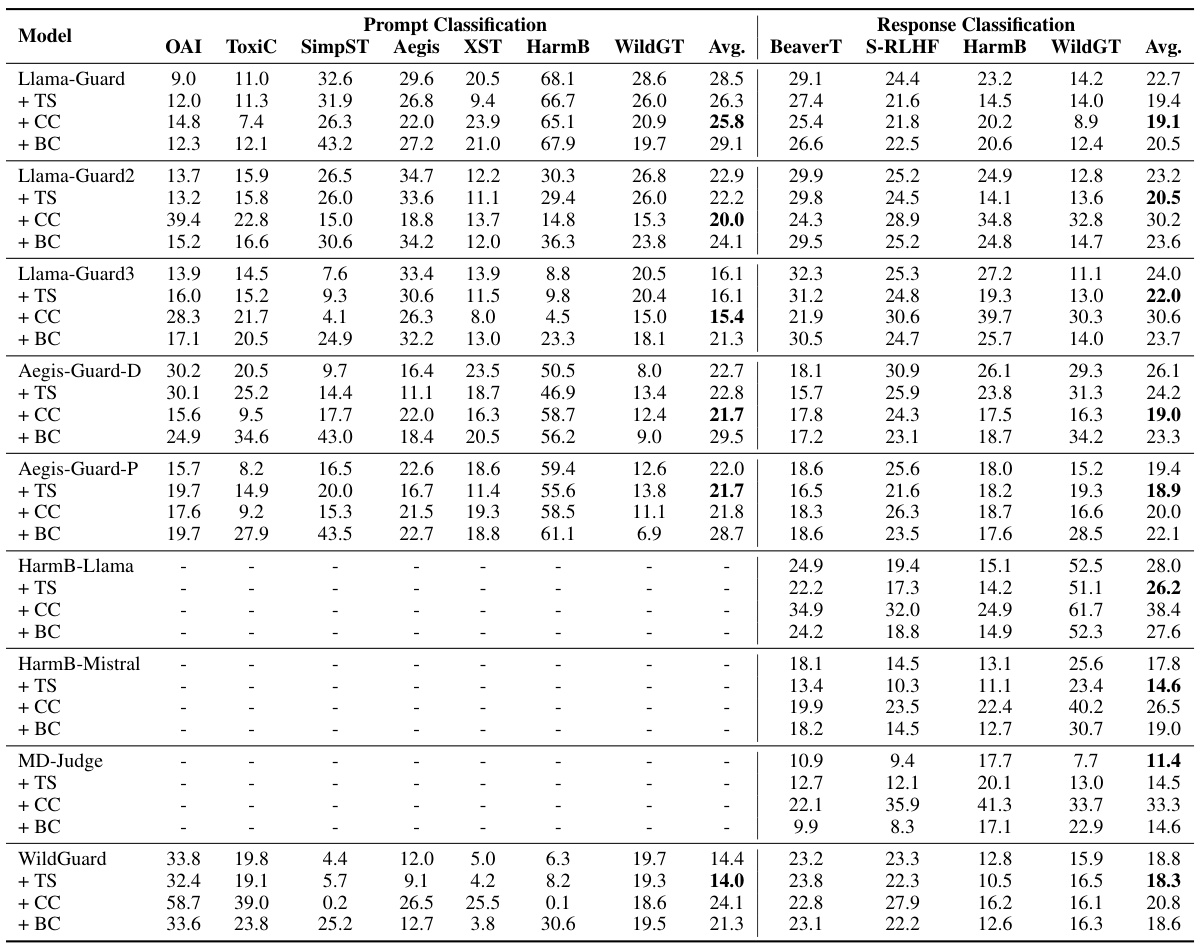 Model Prompt Classification Response Classification
OAI ToxiC SimpST Aegis XST HarmB WildGT Avg. BeaverT S-RLHF HarmB WildGT Avg.
Llama-Guard 9.0 11.0 32.6 29.6 20.5 68.1 28.6 28.5 29.1 24.4 23.2 14.2 22.7
+ TS 12.0 11.3 31.9 26.8 9.4 66.7 26.0 26.3 27.4 21.6 14.5 14.0 19.4
+ CC 14.8 7.4 26.3 22.0 23.9 65.1 20.9 25.8 25.4 21.8 20.2 8.9 19.1
+ BC 12.3 12.1 43.2 27.2 21.0 67.9 19.7 29.1 26.6 22.5 20.6 12.4 20.5
Llama-Guard2 13.7 15.9 26.5 34.7 12.2 30.3 26.8 22.9 29.9 25.2 24.9 12.8 23.2
+ TS 13.2 15.8 26.0 33.6 11.1 29.4 26.0 22.2 29.8 24.5 14.1 13.6 20.5
+ CC 39.4 22.8 15.0 18.8 13.7 14.8 15.3 20.0 24.3 28.9 34.8 32.8 30.2
+ BC 15.2 16.6 30.6 34.2 12.0 36.3 23.8 24.1 29.5 25.2 24.8 14.7 23.6
Llama-Guard3 13.9 14.5 7.6 33.4 13.9 8.8 20.5 16.1 32.3 25.3 27.2 11.1 24.0
+ TS 16.0 15.2 9.3 30.6 11.5 9.8 20.4 16.1 31.2 24.8 19.3 13.0 22.0
+ CC 28.3 21.7 4.1 26.3 8.0 4.5 15.0 15.4 21.9 30.6 39.7 30.3 30.6
+ BC 17.1 20.5 24.9 32.2 13.0 23.3 18.1 21.3 30.5 24.7 25.7 14.0 23.7
Aegis-Guard-D 30.2 20.5 9.7 16.4 23.5 50.5 8.0 22.7 18.1 30.9 26.1 29.3 26.1
+ TS 30.1 25.2 14.4 11.1 18.7 46.9 13.4 22.8 15.7 25.9 23.8 31.3 24.2
+ CC 15.6 9.5 17.7 22.0 16.3 58.7 12.4 21.7 17.8 24.3 17.5 16.3 19.0
+ BC 24.9 34.6 43.0 18.4 20.5 56.2 9.0 29.5 17.2 23.1 18.7 34.2 23.3
Aegis-Guard-P 15.7 8.2 16.5 22.6 18.6 59.4 12.6 22.0 18.6 25.6 18.0 15.2 19.4
+ TS 19.7 14.9 20.0 16.7 11.4 55.6 13.8 21.7 16.5 21.6 18.2 19.3 18.9
+ CC 17.6 9.2 15.3 21.5 19.3 58.5 11.1 21.8 18.3 26.3 18.7 16.6 20.0
+ BC 19.7 27.9 43.5 22.7 18.8 61.1 6.9 28.7 18.6 23.5 17.6 28.5 22.1
HarmB-Llama - - - - - - - - 24.9 19.4 15.1 52.5 28.0
+ TS - - - - - - - - 22.2 17.3 14.2 51.1 26.2
+ CC - - - - - - - - 34.9 32.0 24.9 61.7 38.4
+ BC - - - - - - - - 24.2 18.8 14.9 52.3 27.6
HarmB-Mistral - - - - - - - - 18.1 14.5 13.1 25.6 17.8
+ TS - - - - - - - - 13.4 10.3 11.1 23.4 14.6
+ CC - - - - - - - - 19.9 23.5 22.4 40.2 26.5
+ BC - - - - - - - - 18.2 14.5 12.7 30.7 19.0
MD-Judge - - - - - - - - 10.9 9.4 17.7 7.7 11.4
+ TS - - - - - - - - 12.7 12.1 20.1 13.0 14.5
+ CC - - - - - - - - 22.1 35.9 41.3 33.7 33.3
+ BC - - - - - - - - 9.9 8.3 17.1 22.9 14.6
WildGuard 33.8 19.8 4.4 12.0 5.0 6.3 19.7 14.4 23.2 23.3 12.8 15.9 18.8
+ TS 32.4 19.1 5.7 9.1 4.2 8.2 19.3 14.0 23.8 22.3 10.5 16.5 18.3
+ CC 58.7 39.0 0.2 26.5 25.5 0.1 18.6 24.1 22.8 27.9 16.2 16.1 20.8
+ BC 33.6 23.8 25.2 12.7 3.8 30.6 19.5 21.3 23.1 22.2 12.6 16.3 18.6